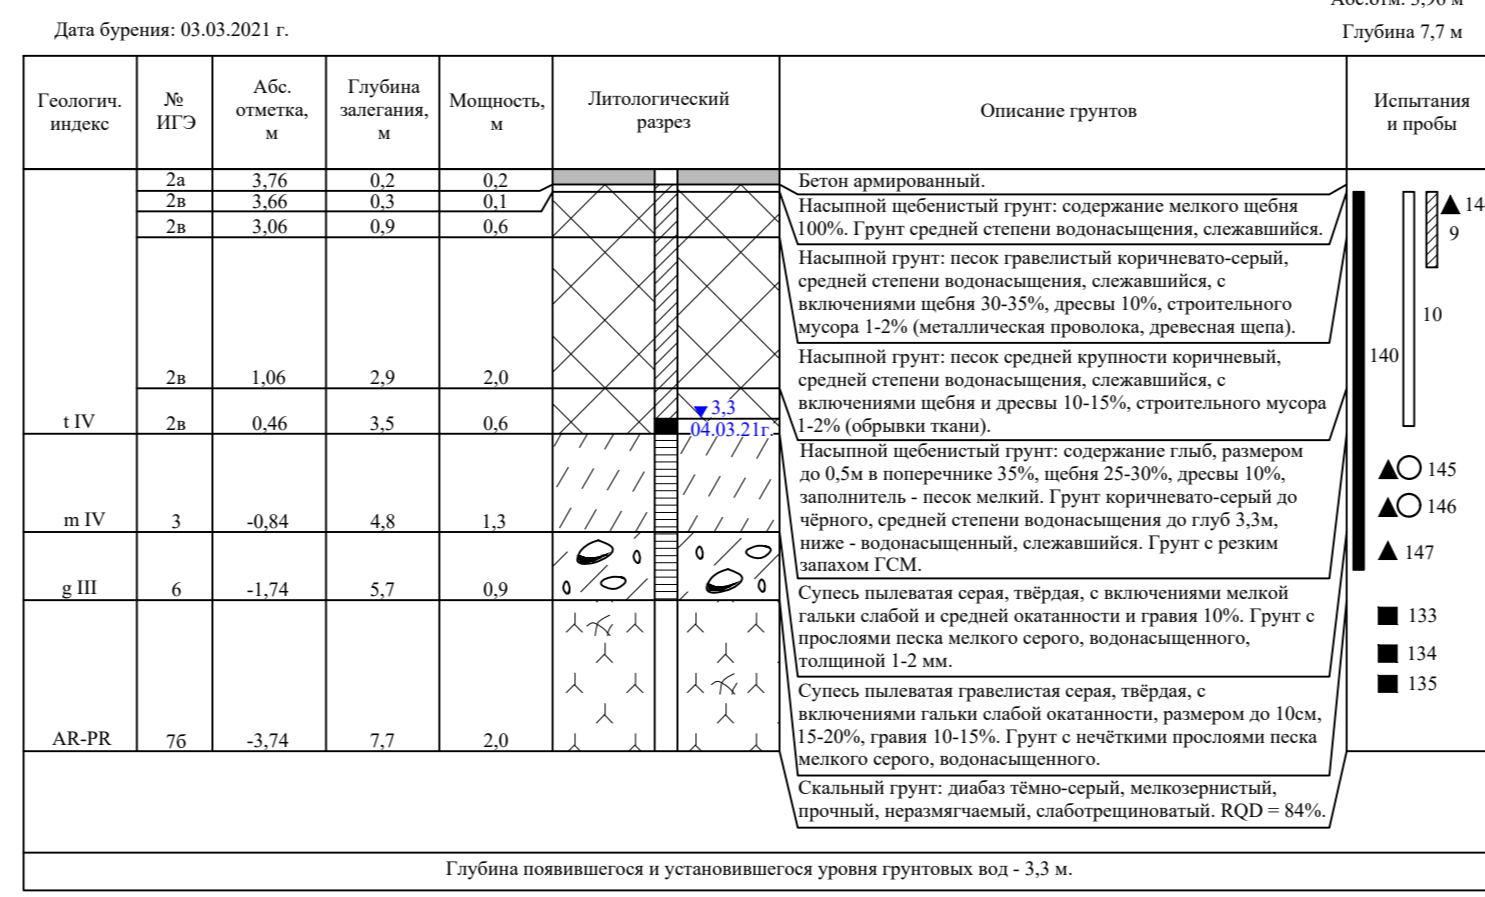 Дата бурения: 03.03.2021 г.
Глубина 7,7 м
Геологич. индекс
№ ИГЭ
Абс. отметка, м
Глубина залегания, м
Мощность, м
Литологический разрез
Описание грунтов
Испытания и пробы
2а 3,76 0,2 0,2
2в 3,66 0,3 0,1
2в 3,06 0,9 0,6
2в 1,06 2,9 2,0
t IV 2в 0,46 3,5 0,6
m IV 3 -0,84 4,8 1,3
g III 6 -1,74 5,7 0,9
AR-PR 7б -3,74 7,7 2,0
3,3
04.03.21г.
Бетон армированный.
Насыпной щебенистый грунт: содержание мелкого щебня
100%. Грунт средней степени водонасыщения, слежавшийся.
Насыпной грунт: песок гравелистый коричневато-серый,
средней степени водонасыщения, слежавшийся, с
включениями щебня 30-35%, дресвы 10%, строительного
мусора 1-2% (металлическая проволока, древесная щепа).
Насыпной грунт: песок средней крупности коричневый,
средней степени водонасыщения, слежавшийся, с
включениями щебня и дресвы 10-15%, строительного мусора
1-2% (обрывки ткани).
Насыпной щебенистый грунт: содержание глыб, размером
до 0,5м в поперечнике 35%, щебня 25-30%, дресвы 10%,
заполнитель - песок мелкий. Грунт коричневато-серый до
чёрного, средней степени водонасыщения до глуб 3,3м,
ниже - водонасыщенный, слежавшийся. Грунт с резким
запахом ГСМ.
Супесь пылеватая серая, твёрдая, с включениями мелкой
гальки слабой и средней окатанности и гравия 10%. Грунт с
прослоями песка мелкого серого, водонасыщенного,
толщиной 1-2 мм.
Супесь пылеватая гравелистая серая, твёрдая, с
включениями гальки слабой окатанности, размером до 10см,
15-20%, гравия 10-15%. Грунт с нечёткими прослоями песка
мелкого серого, водонасыщенного.
Скальный грунт: диабаз тёмно-серый, мелкозернистый,
прочный, неразмягчаемый, слаботрещиноватый. RQD = 84%.
9
10
140
145
146
147
133
134
135
Глубина появившегося и установившегося уровня грунтовых вод - 3,3 м.